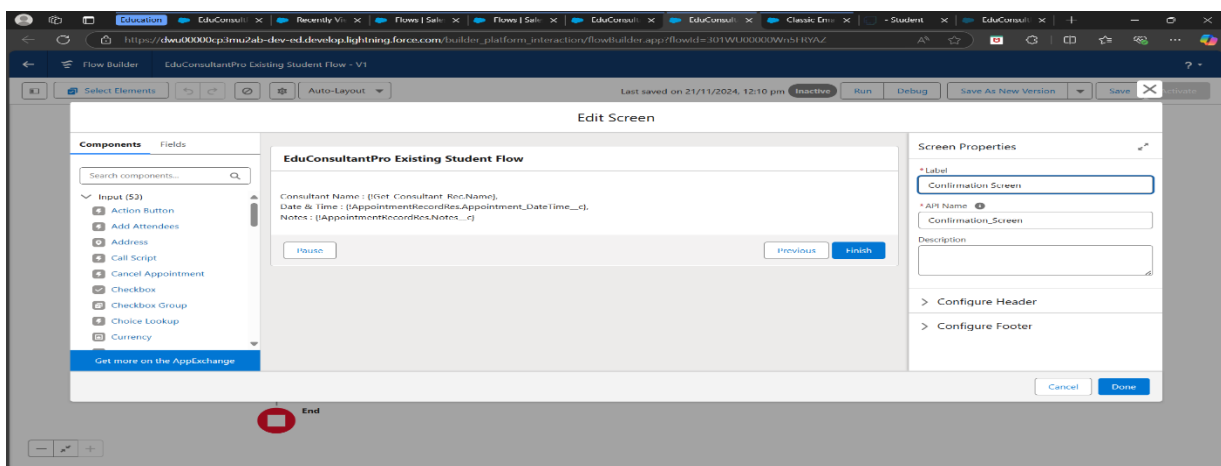 Education
EduConsult
Recently Vi
Flows | Sale
Flows | Sale
EduConsult
EduConsult
Classic Ema
- Student
EduConsult
https://dwu00000cp3mu2ab-dev-ed.develop.lightning.force.com/builder_platform_interaction/flowBuilder.app?flowId=301WU00000Wn5FRYAZ
Flow Builder EduConsultantPro Existing Student Flow - V1
?
Select Elements Auto-Layout Last saved on 21/11/2024, 12:10 pm Inactive Run Debug Save As New Version Save Activate
Edit Screen
Components Fields
Search components...
Input (53)
Action Button
Add Attendees
Address
Call Script
Cancel Appointment
Checkbox
Checkbox Group
Choice Lookup
Currency
Get more on the AppExchange
EduConsultantPro Existing Student Flow
Consultant Name : {!Get_Consultant_Rec.Name},
Date & Time : {!AppointmentRecordRes.Appointment_DateTime__c},
Notes : {!AppointmentRecordRes.Notes__c}
Pause Previous Finish
Screen Properties
* Label
Confirmation Screen
* API Name
Confirmation_Screen
Description
Configure Header
Configure Footer
Cancel Done
End